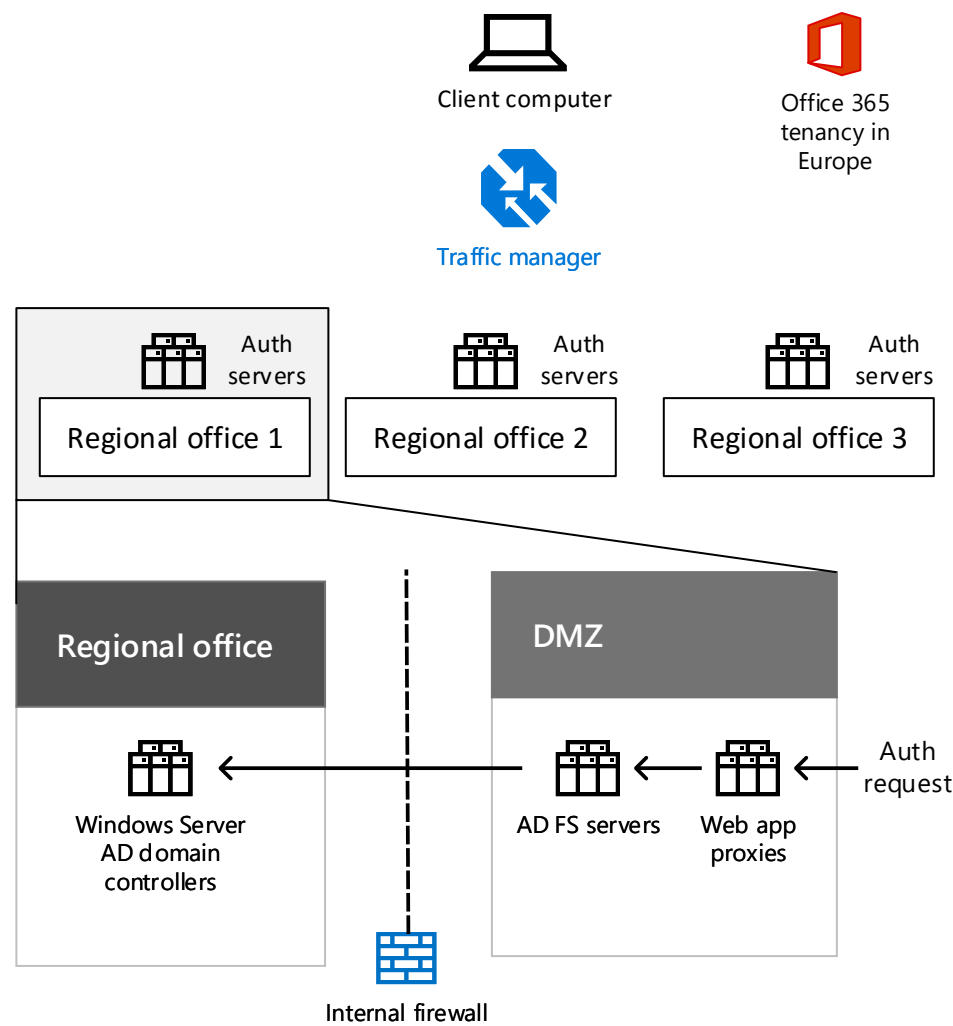 Client computer
Office 365
tenancy in
Europe
Traffic manager
Auth
servers
Auth
servers
Auth
servers
Regional office 1
Regional office 2
Regional office 3
Regional office
DMZ
Auth
request
Windows Server
AD domain
controllers
AD FS servers
Web app
proxies
Internal firewall